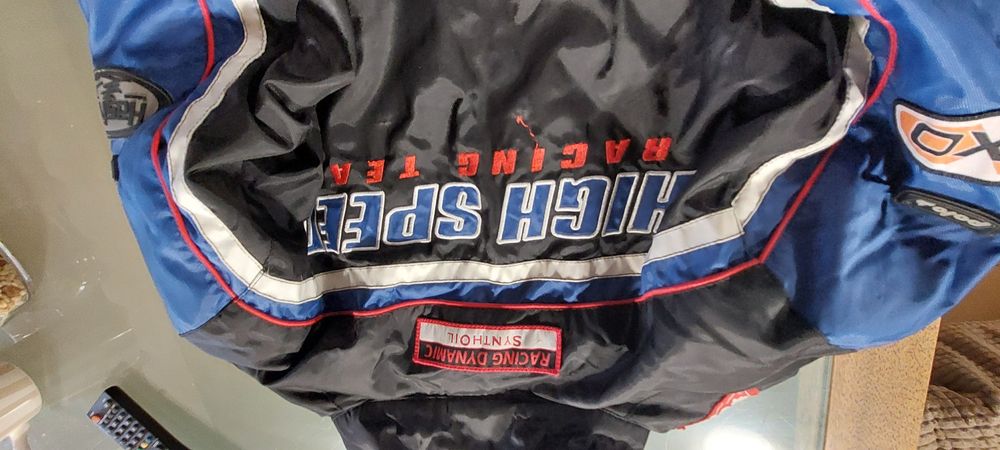 RACING DYNAMIC
SYNTHOIL
HIGH SPEE
RACING TEA